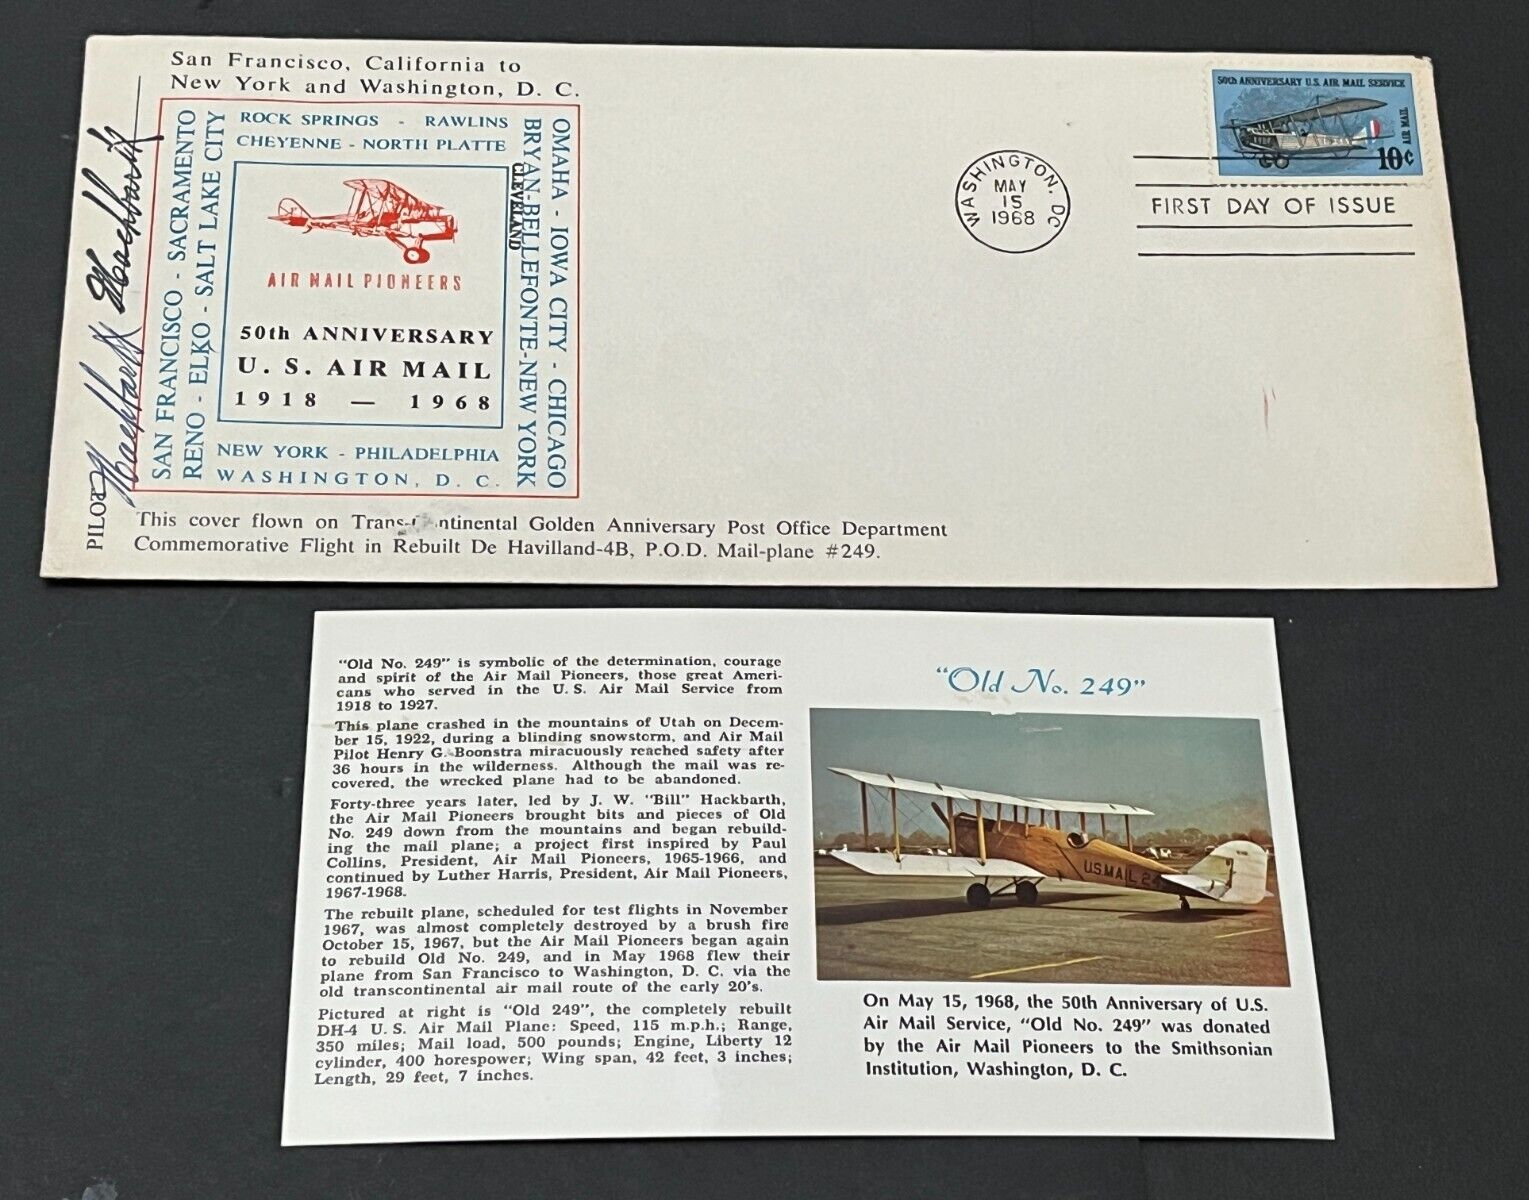 San Francisco, California to
New York and Washington, D. C.
ROCK SPRINGS - RAWLINS
CHEYENNE - NORTH PLATTE
SAN FRANCISCO - SACRAMENTO
RENO - ELKO - SALT LAKE CITY
OMAHA - IOWA CITY - CHICAGO
BRYAN-BELLEFONTE-NEW YORK
CLEVELAND
AIR MAIL PIONEERS
50th ANNIVERSARY
U. S. AIR MAIL
1918 — 1968
NEW YORK - PHILADELPHIA
WASHINGTON, D. C.
PILOT
Hackbarth Hackbarth
This cover flown on Trans-C ntinental Golden Anniversary Post Office Department
Commemorative Flight in Rebuilt De Havilland-4B, P.O.D. Mail-plane #249.
WASHINGTON, DC
MAY
15
1968
50th ANNIVERSARY U.S. AIR MAIL SERVICE
AIR MAIL
10c
FIRST DAY OF ISSUE
"Old No. 249" is symbolic of the determination, courage
and spirit of the Air Mail Pioneers, those great Ameri-
cans who served in the U. S. Air Mail Service from
1918 to 1927.
This plane crashed in the mountains of Utah on Decem-
ber 15, 1922, during a blinding snowstorm, and Air Mail
Pilot Henry G. Boonstra miracuously reached safety after
36 hours in the wilderness. Although the mail was re-
covered, the wrecked plane had to be abandoned.
Forty-three years later, led by J. W. "Bill" Hackbarth,
the Air Mail Pioneers brought bits and pieces of Old
No. 249 down from the mountains and began rebuild-
ing the mail plane; a project first inspired by Paul
Collins, President, Air Mail Pioneers, 1965-1966, and
continued by Luther Harris, President, Air Mail Pioneers,
1967-1968.
The rebuilt plane, scheduled for test flights in November
1967, was almost completely destroyed by a brush fire
October 15, 1967, but the Air Mail Pioneers began again
to rebuild Old No. 249, and in May 1968 flew their
plane from San Francisco to Washington, D. C. via the
old transcontinental air mail route of the early 20's.
Pictured at right is "Old 249", the completely rebuilt
DH-4 U. S. Air Mail Plane: Speed, 115 m.p.h.; Range,
350 miles; Mail load, 500 pounds; Engine, Liberty 12
cylinder, 400 horespower; Wing span, 42 feet, 3 inches;
Length, 29 feet, 7 inches.
"Old No. 249"
U.S. MAIL 24
On May 15, 1968, the 50th Anniversary of U.S.
Air Mail Service, "Old No. 249" was donated
by the Air Mail Pioneers to the Smithsonian
Institution, Washington, D. C.